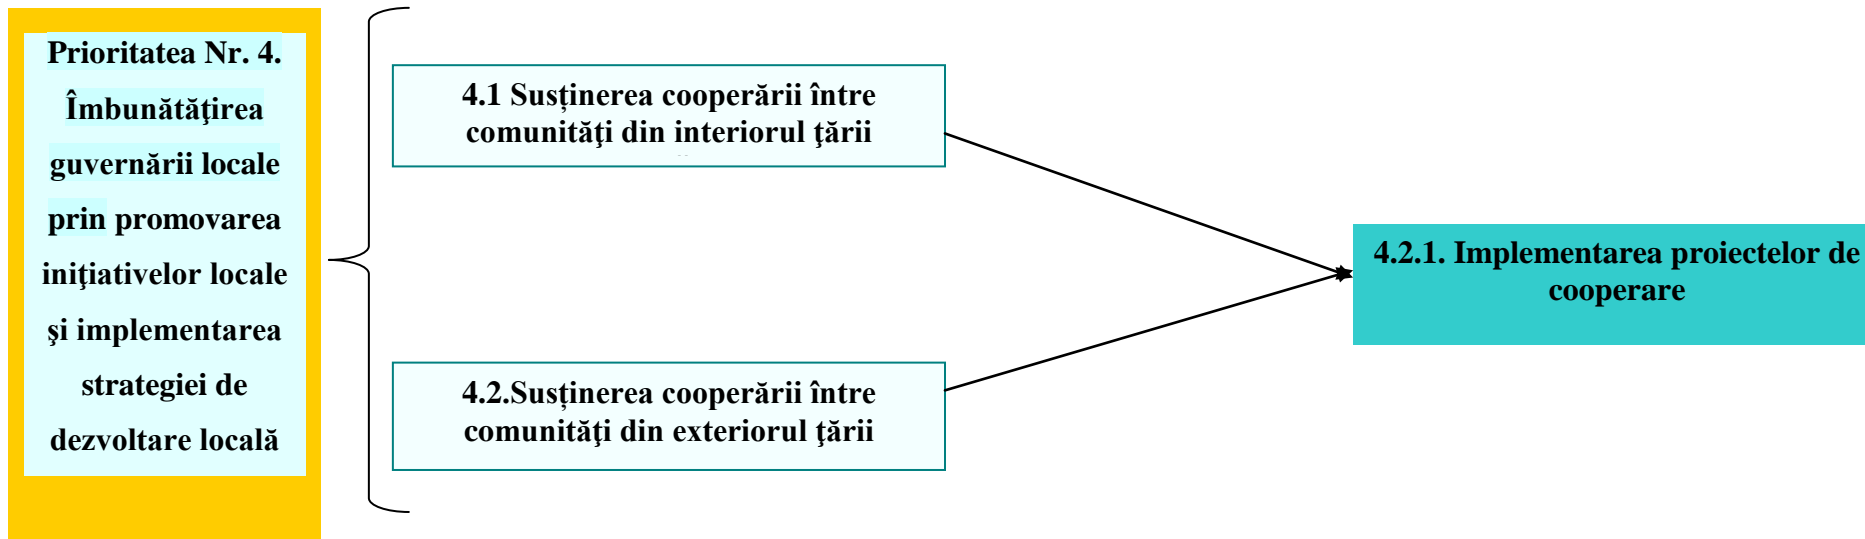 Prioritatea Nr. 4.
Îmbunătăţirea
guvernării locale
prin promovarea
iniţiativelor locale
şi implementarea
strategiei de
dezvoltare locală
4.1 Susținerea cooperării între
comunităţi din interiorul ţării
4.2.Susținerea cooperării între
comunităţi din exteriorul ţării
4.2.1. Implementarea proiectelor de
cooperare